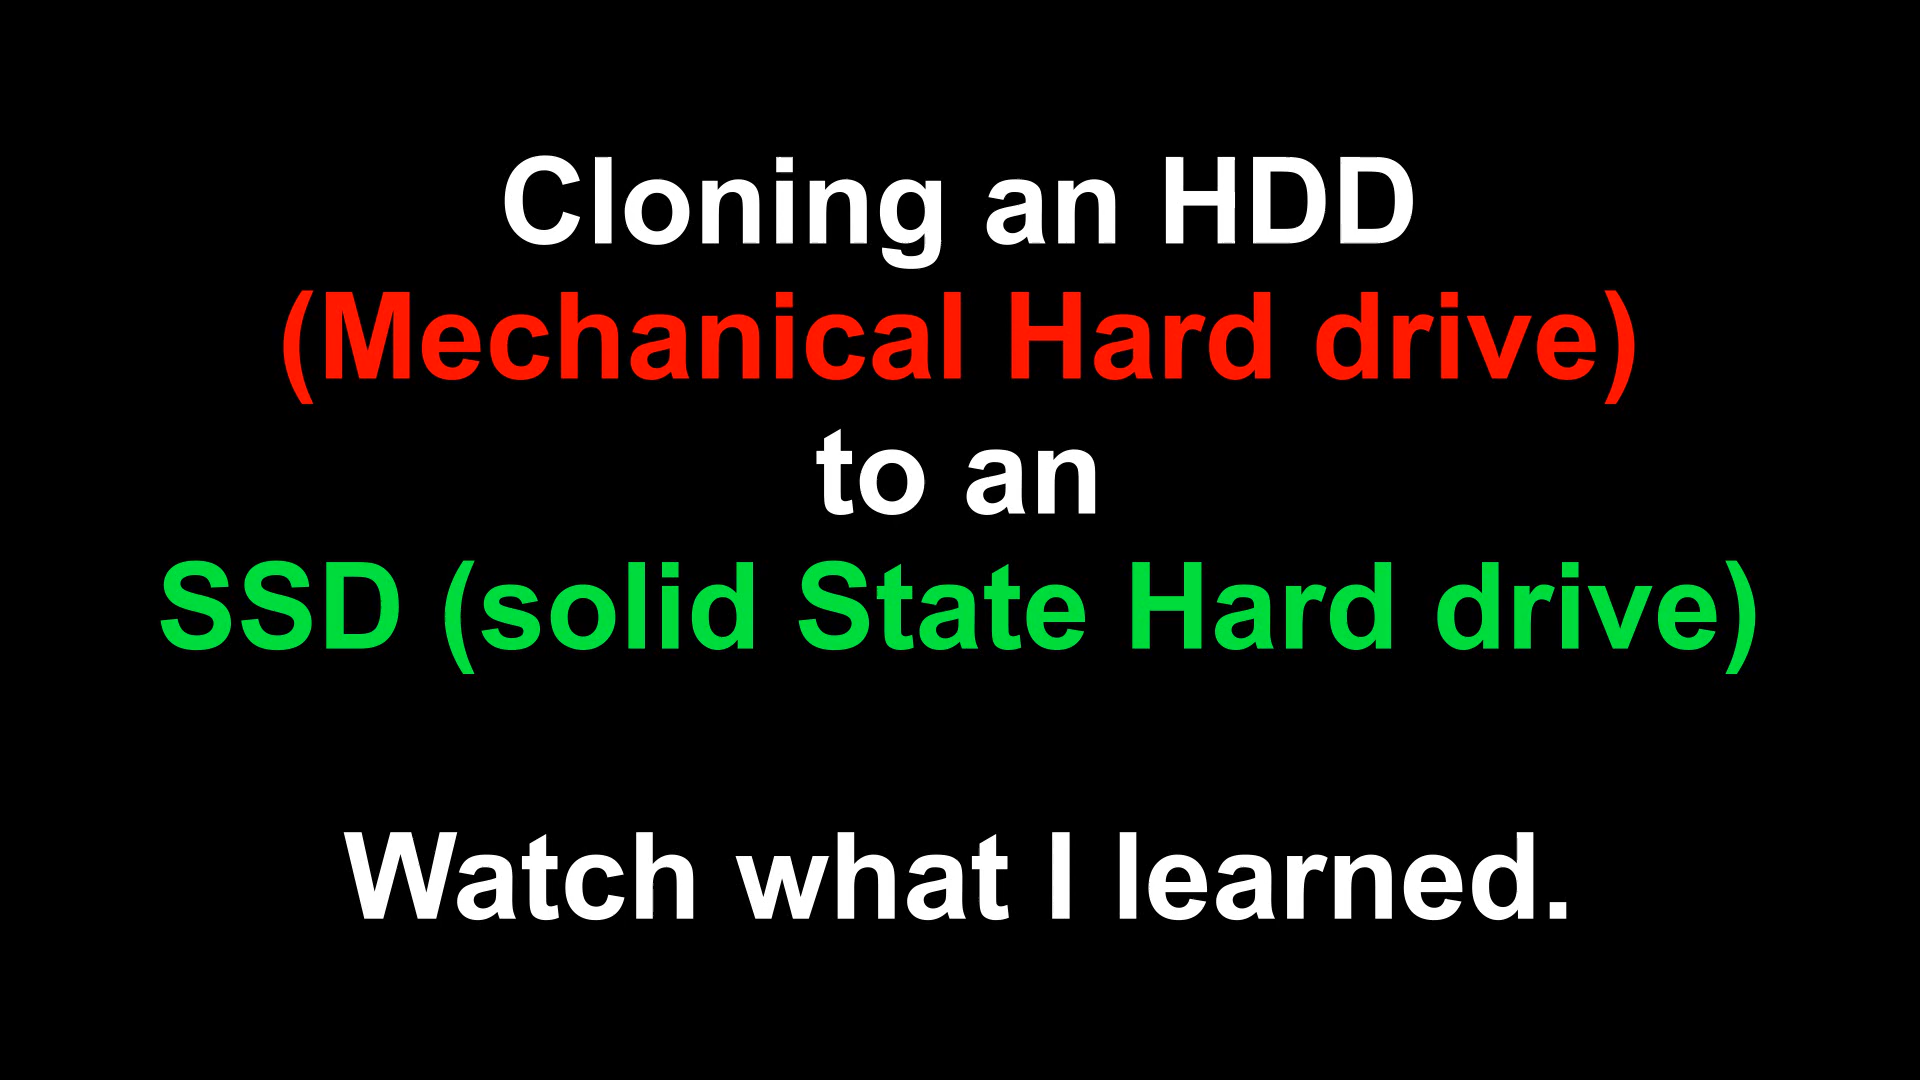 Cloning an HDD
(Mechanical Hard drive)
to an
SSD (solid State Hard drive)
Watch what I learned.